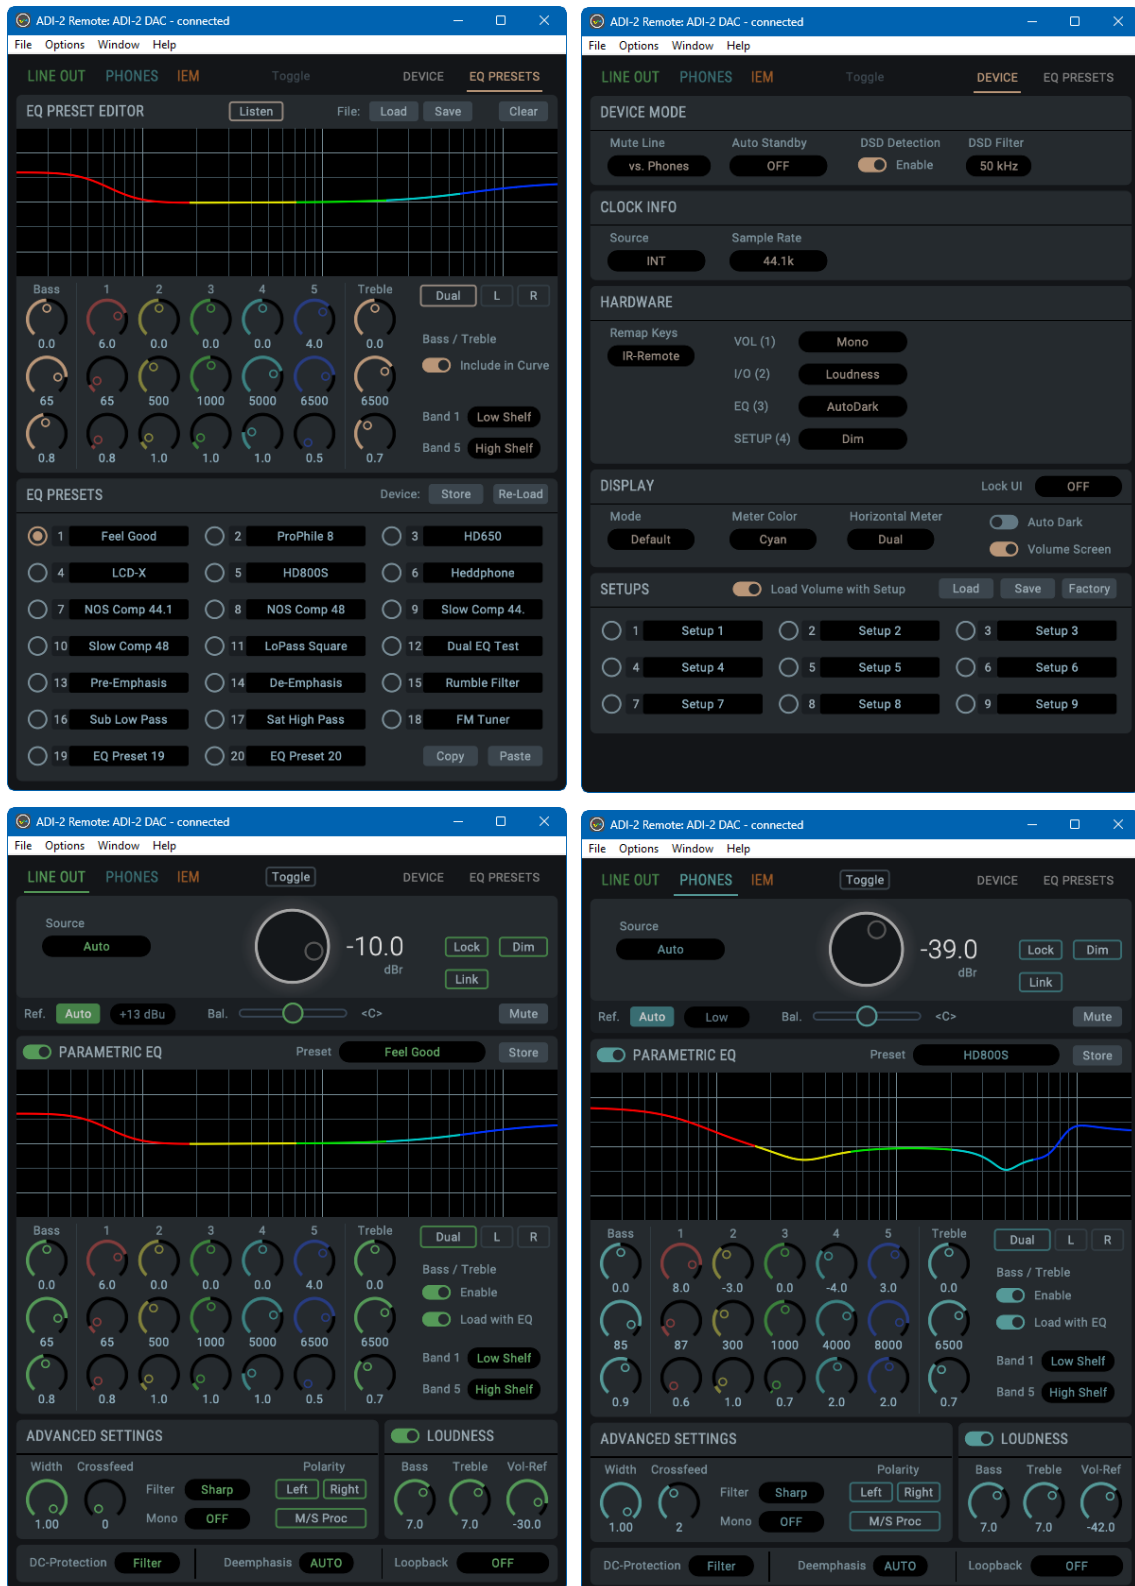 ADI-2 Remote: ADI-2 DAC - connected
File Options Window Help
LINE OUT PHONES IEM Toggle DEVICE EQ PRESETS
EQ PRESET EDITOR Listen File: Load Save Clear
Bass 1 2 3 4 5 Treble Dual L R
0.0 6.0 0.0 0.0 0.0 4.0 0.0
Bass / Treble
Include in Curve
65 65 500 1000 5000 6500 6500
Band 1 Low Shelf
Band 5 High Shelf
0.8 0.8 1.0 1.0 1.0 0.5 0.7
EQ PRESETS Device: Store Re-Load
1 Feel Good 2 ProPhile 8 3 HD650
4 LCD-X 5 HD800S 6 Heddphone
7 NOS Comp 44.1 8 NOS Comp 48 9 Slow Comp 44.
10 Slow Comp 48 11 LoPass Square 12 Dual EQ Test
13 Pre-Emphasis 14 De-Emphasis 15 Rumble Filter
16 Sub Low Pass 17 Sat High Pass 18 FM Tuner
19 EQ Preset 19 20 EQ Preset 20 Copy Paste
ADI-2 Remote: ADI-2 DAC - connected
File Options Window Help
LINE OUT PHONES IEM Toggle DEVICE EQ PRESETS
DEVICE MODE
Mute Line Auto Standby DSD Detection DSD Filter
vs. Phones OFF Enable 50 kHz
CLOCK INFO
Source Sample Rate
INT 44.1k
HARDWARE
Remap Keys VOL (1) Mono
IR-Remote
I/O (2) Loudness
EQ (3) AutoDark
SETUP (4) Dim
DISPLAY Lock UI OFF
Mode Meter Color Horizontal Meter Auto Dark
Default Cyan Dual Volume Screen
SETUPS Load Volume with Setup Load Save Factory
1 Setup 1 2 Setup 2 3 Setup 3
4 Setup 4 5 Setup 5 6 Setup 6
7 Setup 7 8 Setup 8 9 Setup 9
ADI-2 Remote: ADI-2 DAC - connected
File Options Window Help
LINE OUT PHONES IEM Toggle DEVICE EQ PRESETS
Source
Auto -10.0 Lock Dim
dBr
Link
Ref. Auto +13 dBu Bal. <C> Mute
PARAMETRIC EQ Preset Feel Good Store
Bass 1 2 3 4 5 Treble Dual L R
Bass / Treble
0.0 6.0 0.0 0.0 0.0 4.0 0.0
Enable
Load with EQ
65 65 500 1000 5000 6500 6500
Band 1 Low Shelf
Band 5 High Shelf
0.8 0.8 1.0 1.0 1.0 0.5 0.7
ADVANCED SETTINGS LOUDNESS
Width Crossfeed Polarity Bass Treble Vol-Ref
Filter Sharp Left Right
Mono OFF M/S Proc
1.00 0 7.0 7.0 -30.0
DC-Protection Filter Deemphasis AUTO Loopback OFF
ADI-2 Remote: ADI-2 DAC - connected
File Options Window Help
LINE OUT PHONES IEM Toggle DEVICE EQ PRESETS
Source
Auto -39.0 Lock Dim
dBr
Link
Ref. Auto Low Bal. <C> Mute
PARAMETRIC EQ Preset HD800S Store
Bass 1 2 3 4 5 Treble Dual L R
Bass / Treble
0.0 8.0 -3.0 0.0 -4.0 3.0 0.0
Enable
Load with EQ
85 87 300 1000 4000 8000 6500
Band 1 Low Shelf
Band 5 High Shelf
0.9 0.6 1.0 0.7 2.0 2.0 0.7
ADVANCED SETTINGS LOUDNESS
Width Crossfeed Polarity Bass Treble Vol-Ref
Filter Sharp Left Right
Mono OFF M/S Proc
1.00 2 7.0 7.0 -42.0
DC-Protection Filter Deemphasis AUTO Loopback OFF